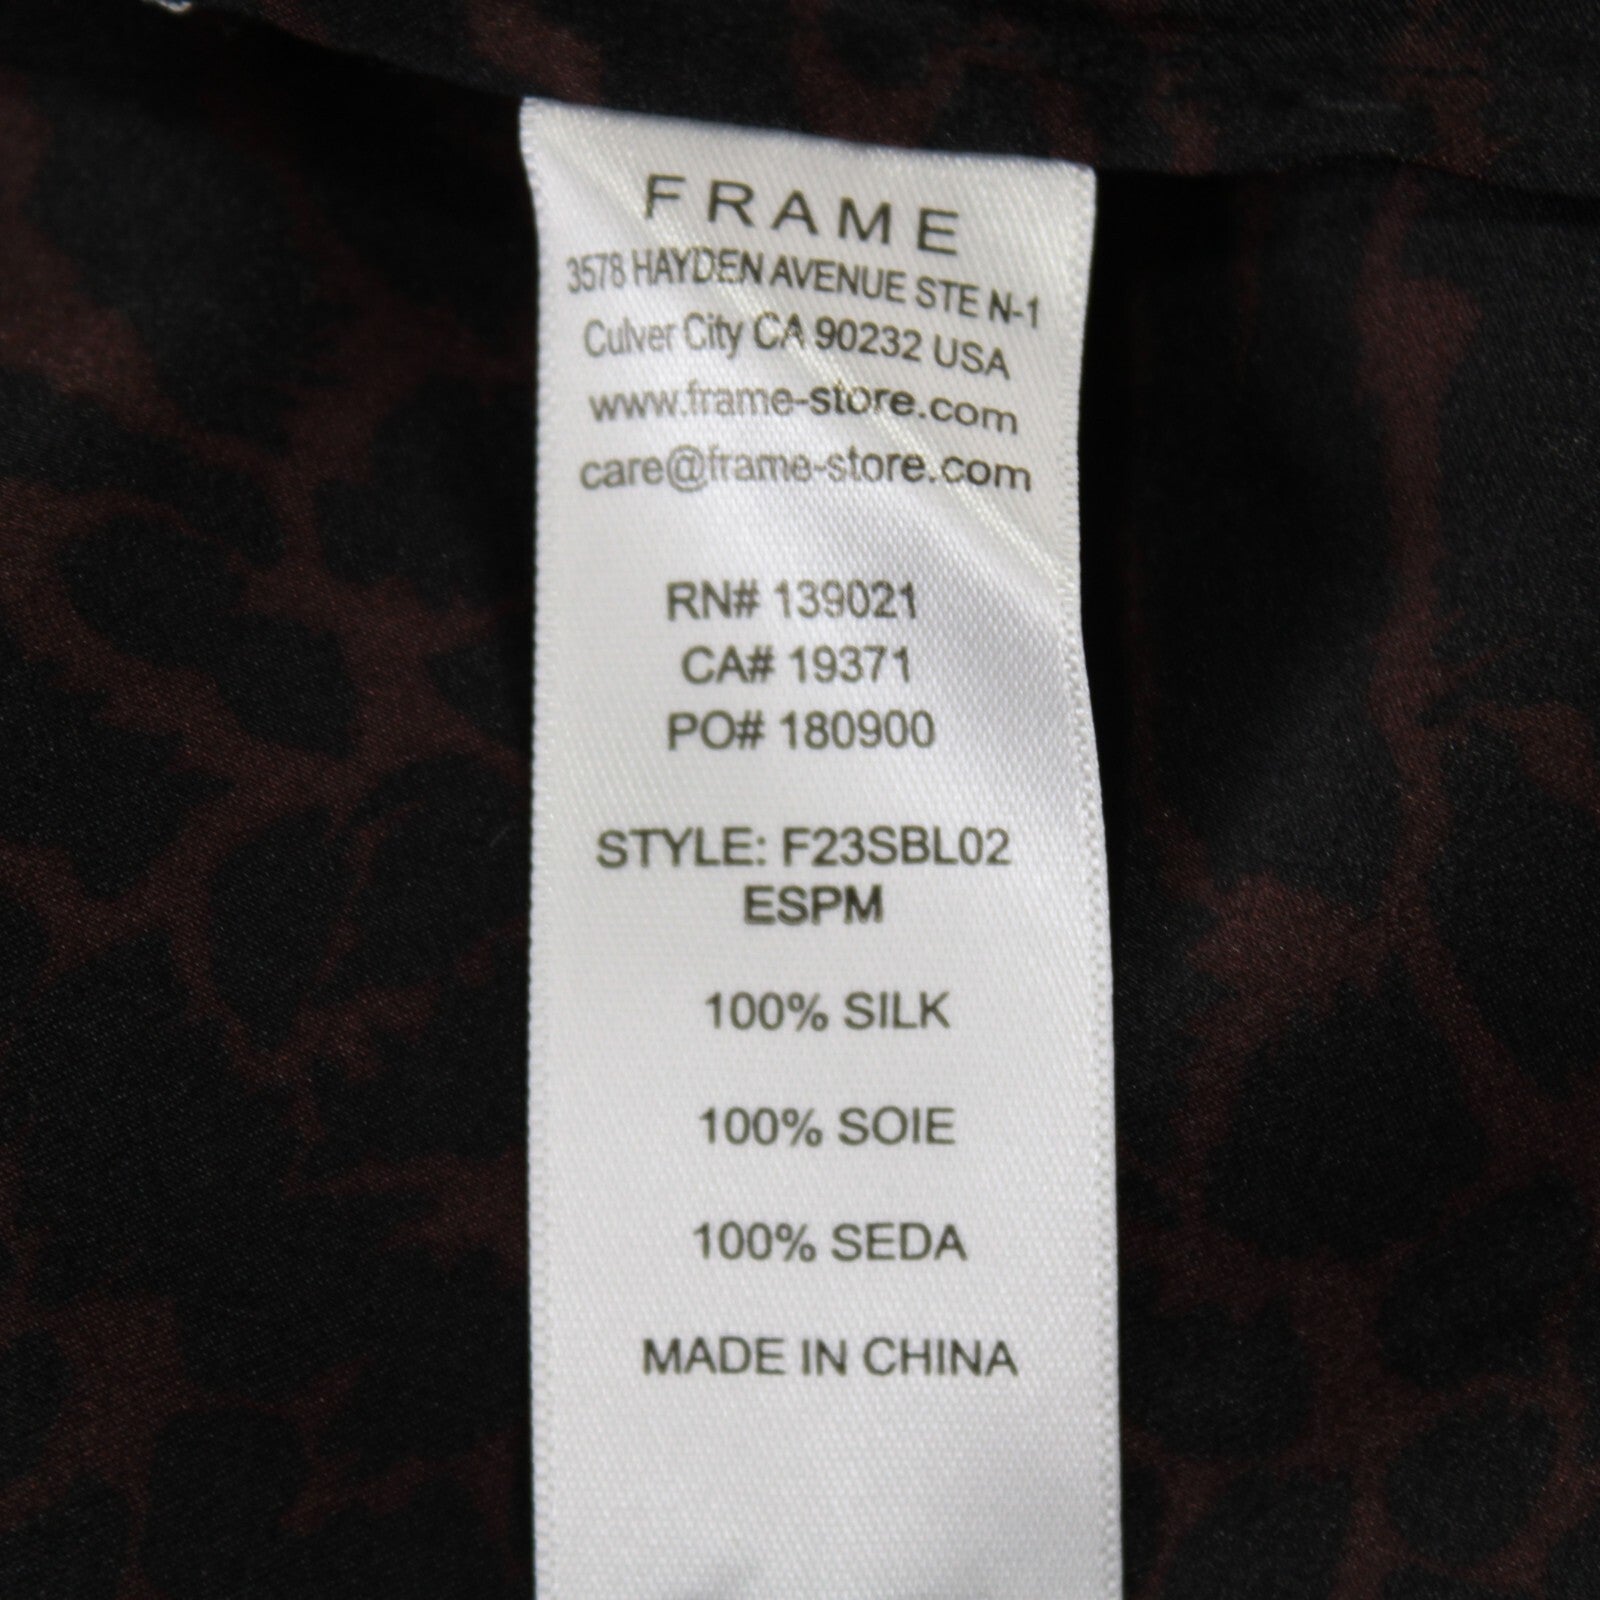 FRAME
3578 HAYDEN AVENUE STE N-1
Culver City CA 90232 USA
www.frame-store.com
care@frame-store.com
RN# 139021
CA# 19371
PO# 180900
STYLE: F23SBL02
ESPM
100% SILK
100% SOIE
100% SEDA
MADE IN CHINA